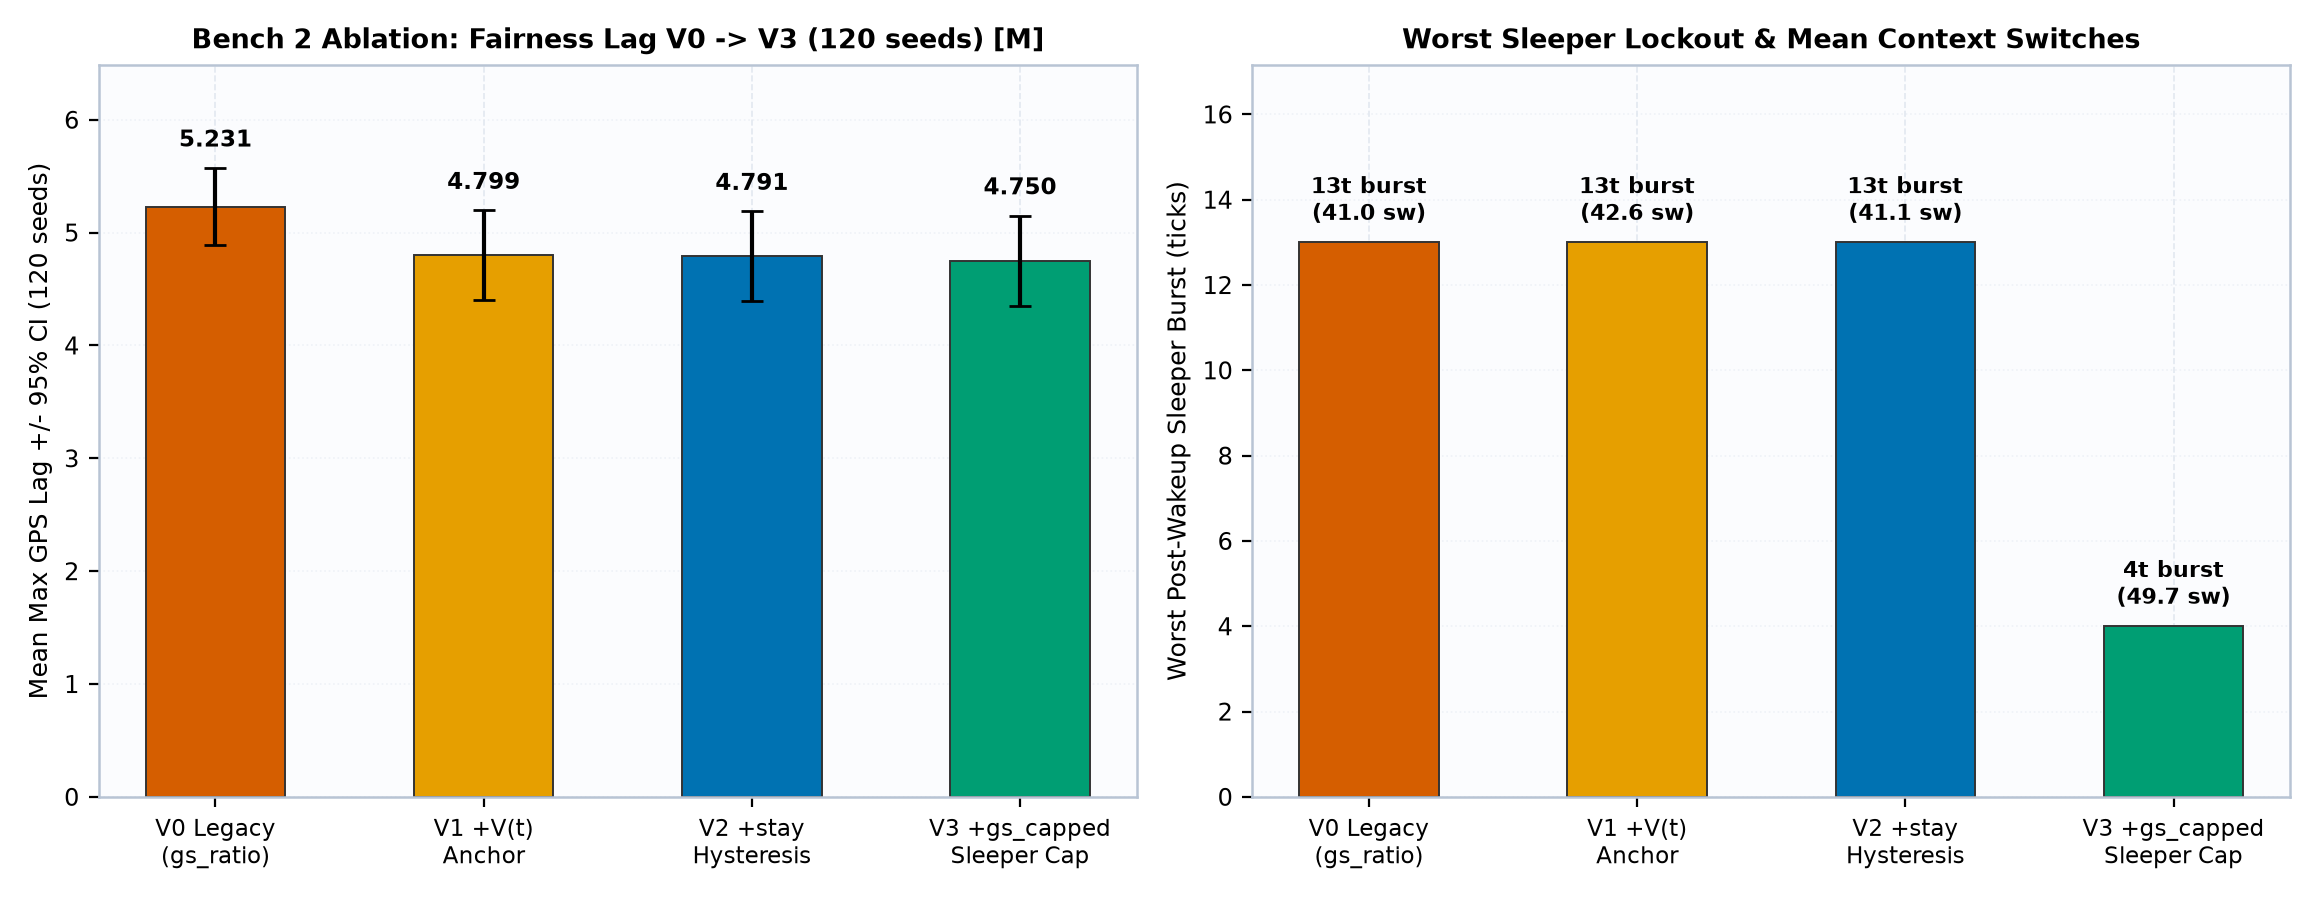 Bench 2 Ablation: Fairness Lag V0 -> V3 (120 seeds) [M]
Mean Max GPS Lag +/- 95% CI (120 seeds)
6
5
4
3
2
1
0
5.231
4.799
4.791
4.750
V0 Legacy
(gs_ratio)
V1 +V(t)
Anchor
V2 +stay
Hysteresis
V3 +gs_capped
Sleeper Cap
Worst Sleeper Lockout & Mean Context Switches
Worst Post-Wakeup Sleeper Burst (ticks)
16
14
12
10
8
6
4
2
0
13t burst
(41.0 sw)
13t burst
(42.6 sw)
13t burst
(41.1 sw)
4t burst
(49.7 sw)
V0 Legacy
(gs_ratio)
V1 +V(t)
Anchor
V2 +stay
Hysteresis
V3 +gs_capped
Sleeper Cap